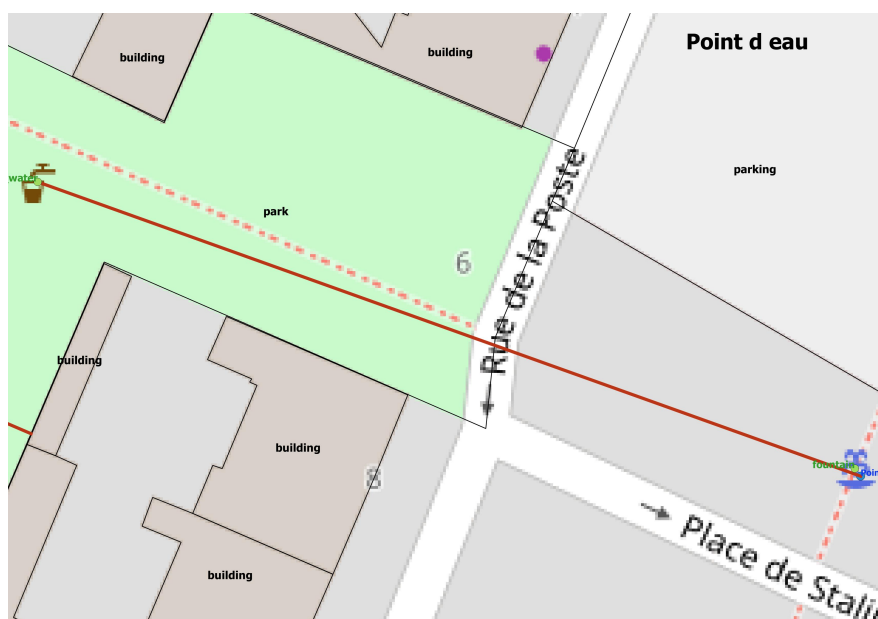 Point d eau
building
building
parking
water
park
6
Rue de la Poste
building
building
8
fountain
Poin
Place de Stali
building